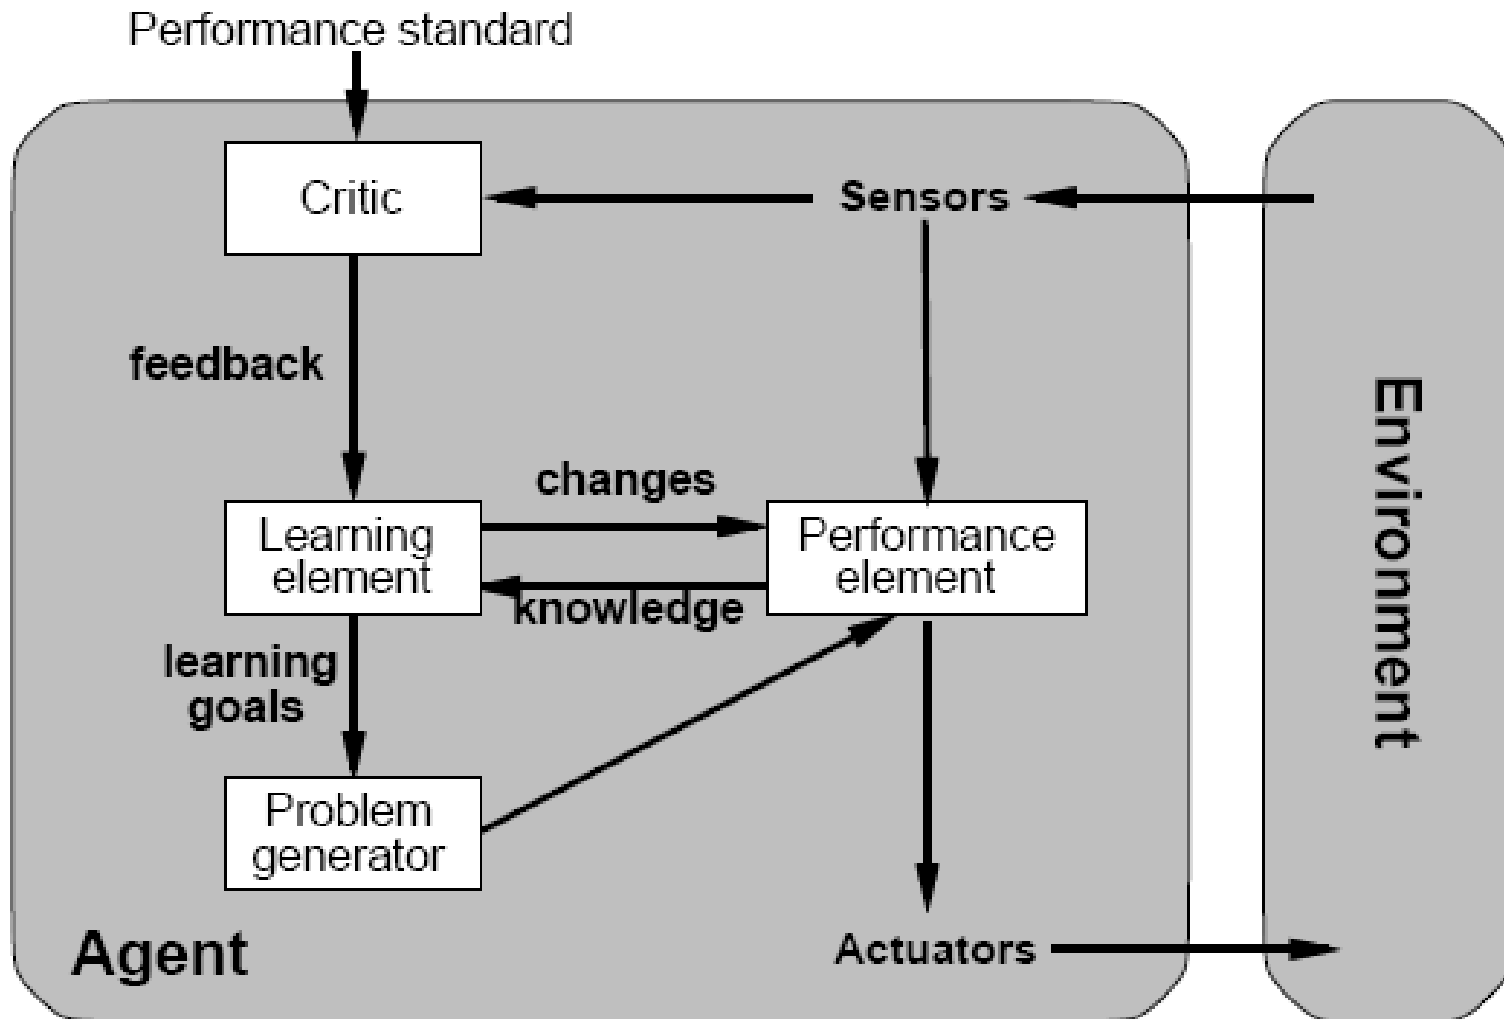 Performance standard
Critic
Sensors
feedback
changes
Learning
element
Performance
element
knowledge
learning
goals
Problem
generator
Agent
Actuators
Environment